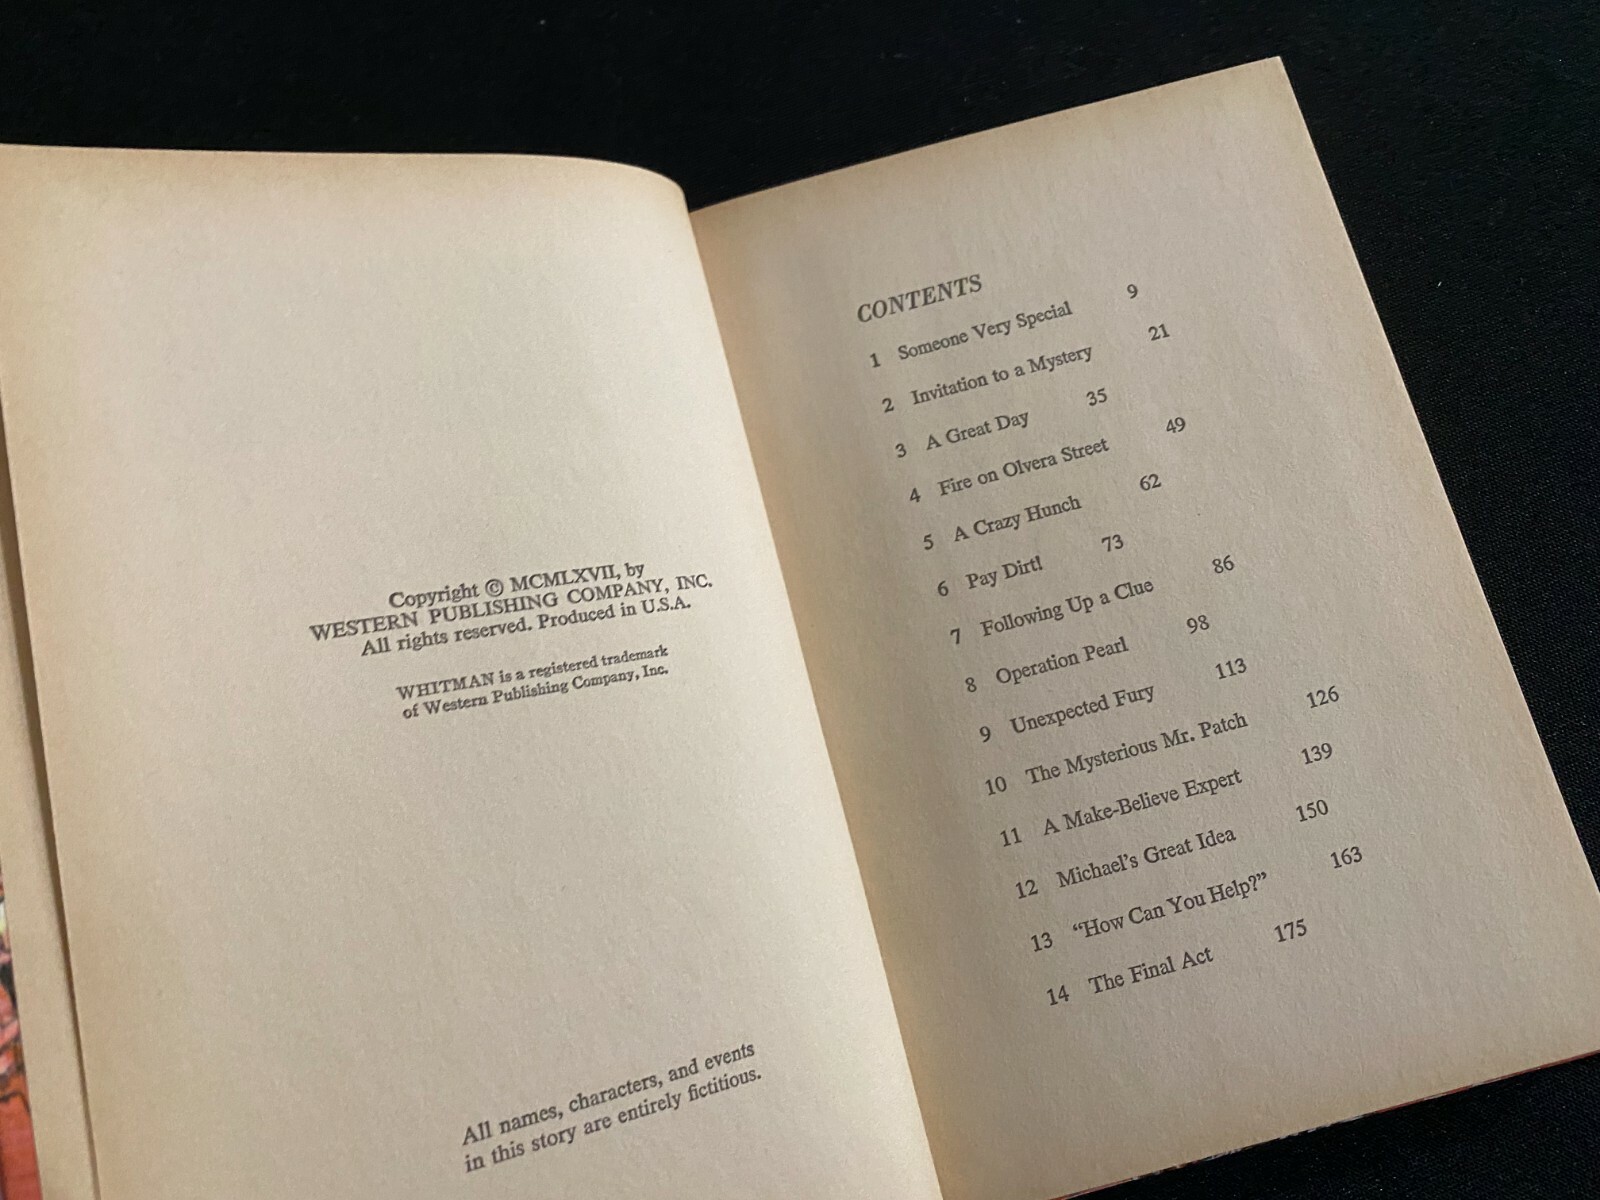 Copyright © MCMLXVII, by
WESTERN PUBLISHING COMPANY, INC.
All rights reserved. Produced in U.S.A.
WHITMAN is a registered trademark
of Western Publishing Company, Inc.
All names, characters, and events
in this story are entirely fictitious.
CONTENTS
1 Someone Very Special 9
2 Invitation to a Mystery 21
3 A Great Day 35
4 Fire on Olvera Street 49
5 A Crazy Hunch 62
6 Pay Dirt! 73
7 Following Up a Clue 86
8 Operation Pearl 98
9 Unexpected Fury 113
10 The Mysterious Mr. Patch 126
11 A Make-Believe Expert 139
12 Michael's Great Idea 150
13 “How Can You Help?” 163
14 The Final Act 175